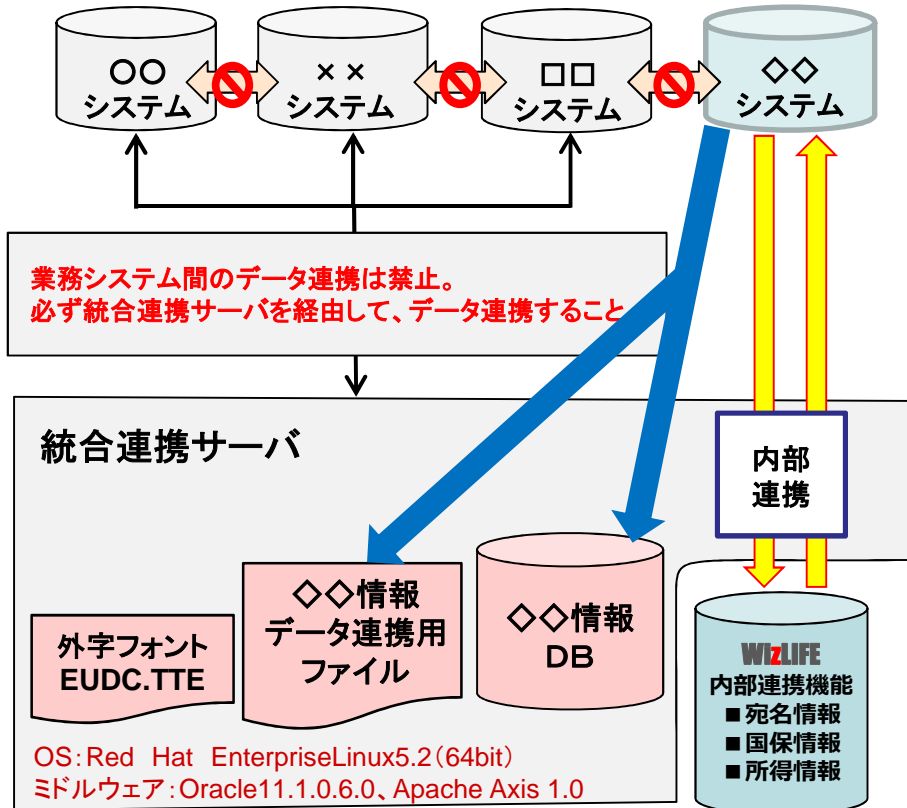 ○○
システム
××
システム
□□
システム
◇◇
システム
業務システム間のデータ連携は禁止。
必ず統合連携サーバを経由して、データ連携すること
統合連携サーバ
内部
連携
外字フォント
EUDC.TTE
◇◇情報
データ連携用
ファイル
◇◇情報
DB
WIzLIFE
内部連携機能
■宛名情報
■国保情報
■所得情報
OS:Red Hat EnterpriseLinux5.2(64bit)
ミドルウェア:Oracle11.1.0.6.0、Apache Axis 1.0